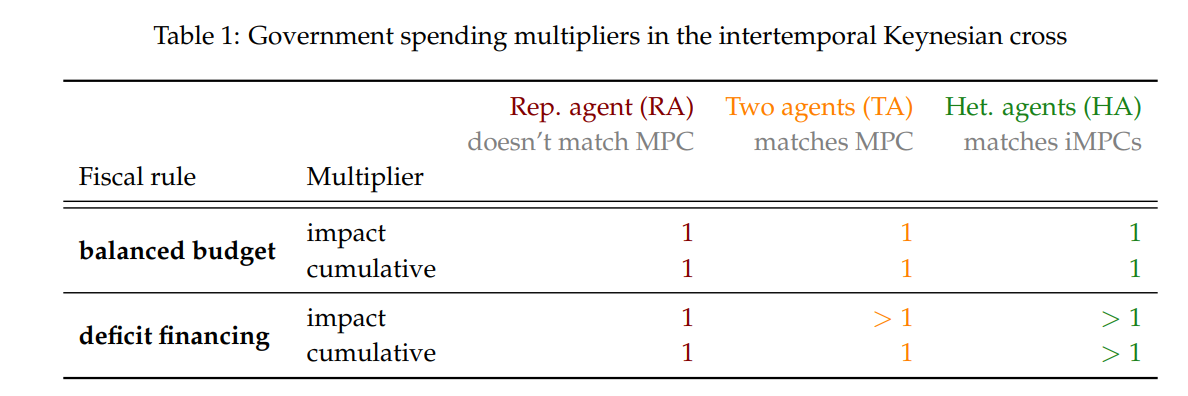 Table 1: Government spending multipliers in the intertemporal Keynesian cross
Rep. agent (RA) Two agents (TA) Het. agents (HA)
doesn't match MPC matches MPC matches iMPCs
Fiscal rule Multiplier
balanced budget
impact 1 1 1
cumulative 1 1 1
deficit financing
impact 1 > 1 > 1
cumulative 1 1 > 1